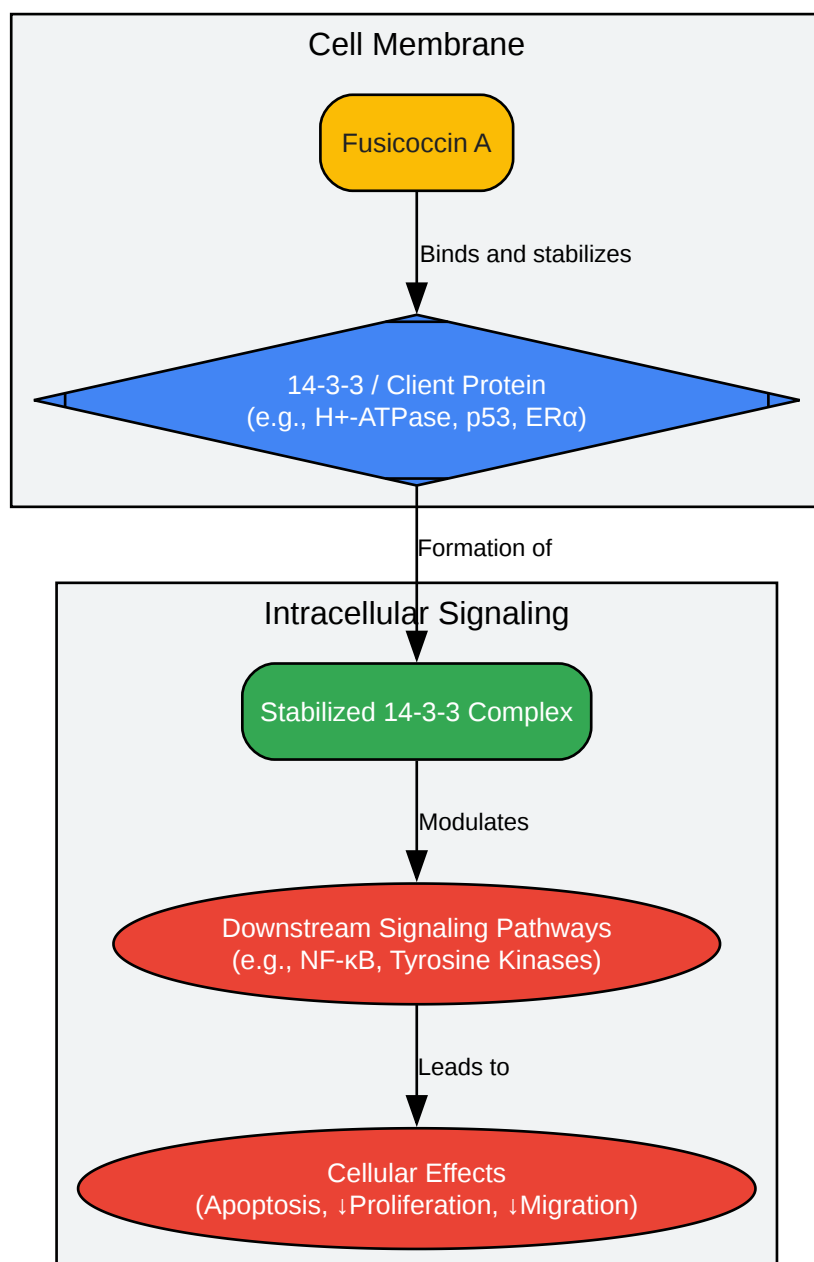 Cell Membrane
Fusicoccin A
Binds and stabilizes
14-3-3 / Client Protein
(e.g., H+-ATPase, p53, ERα)
Formation of
Intracellular Signaling
Stabilized 14-3-3 Complex
Modulates
Downstream Signaling Pathways
(e.g., NF-κB, Tyrosine Kinases)
Leads to
Cellular Effects
(Apoptosis, ↓Proliferation, ↓Migration)